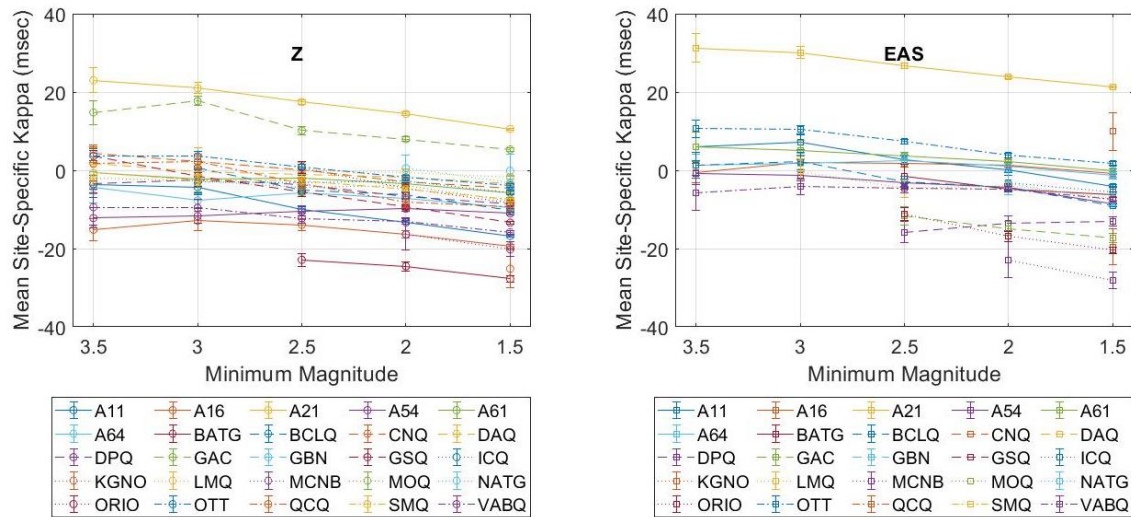 Z
EAS
Mean Site-Specific Kappa (msec)
40
20
0
-20
-40
3.5 3 2.5 2 1.5
Minimum Magnitude
Mean Site-Specific Kappa (msec)
40
20
0
-20
-40
3.5 3 2.5 2 1.5
Minimum Magnitude
A11 A16 A21 A54 A61
A64 BATG BCLQ CNQ DAQ
DPQ GAC GBN GSQ ICQ
KGNO LMQ MCNB MOQ NATG
ORIO OTT QCQ SMQ VABQ
A11 A16 A21 A54 A61
A64 BATG BCLQ CNQ DAQ
DPQ GAC GBN GSQ ICQ
KGNO LMQ MCNB MOQ NATG
ORIO OTT QCQ SMQ VABQ